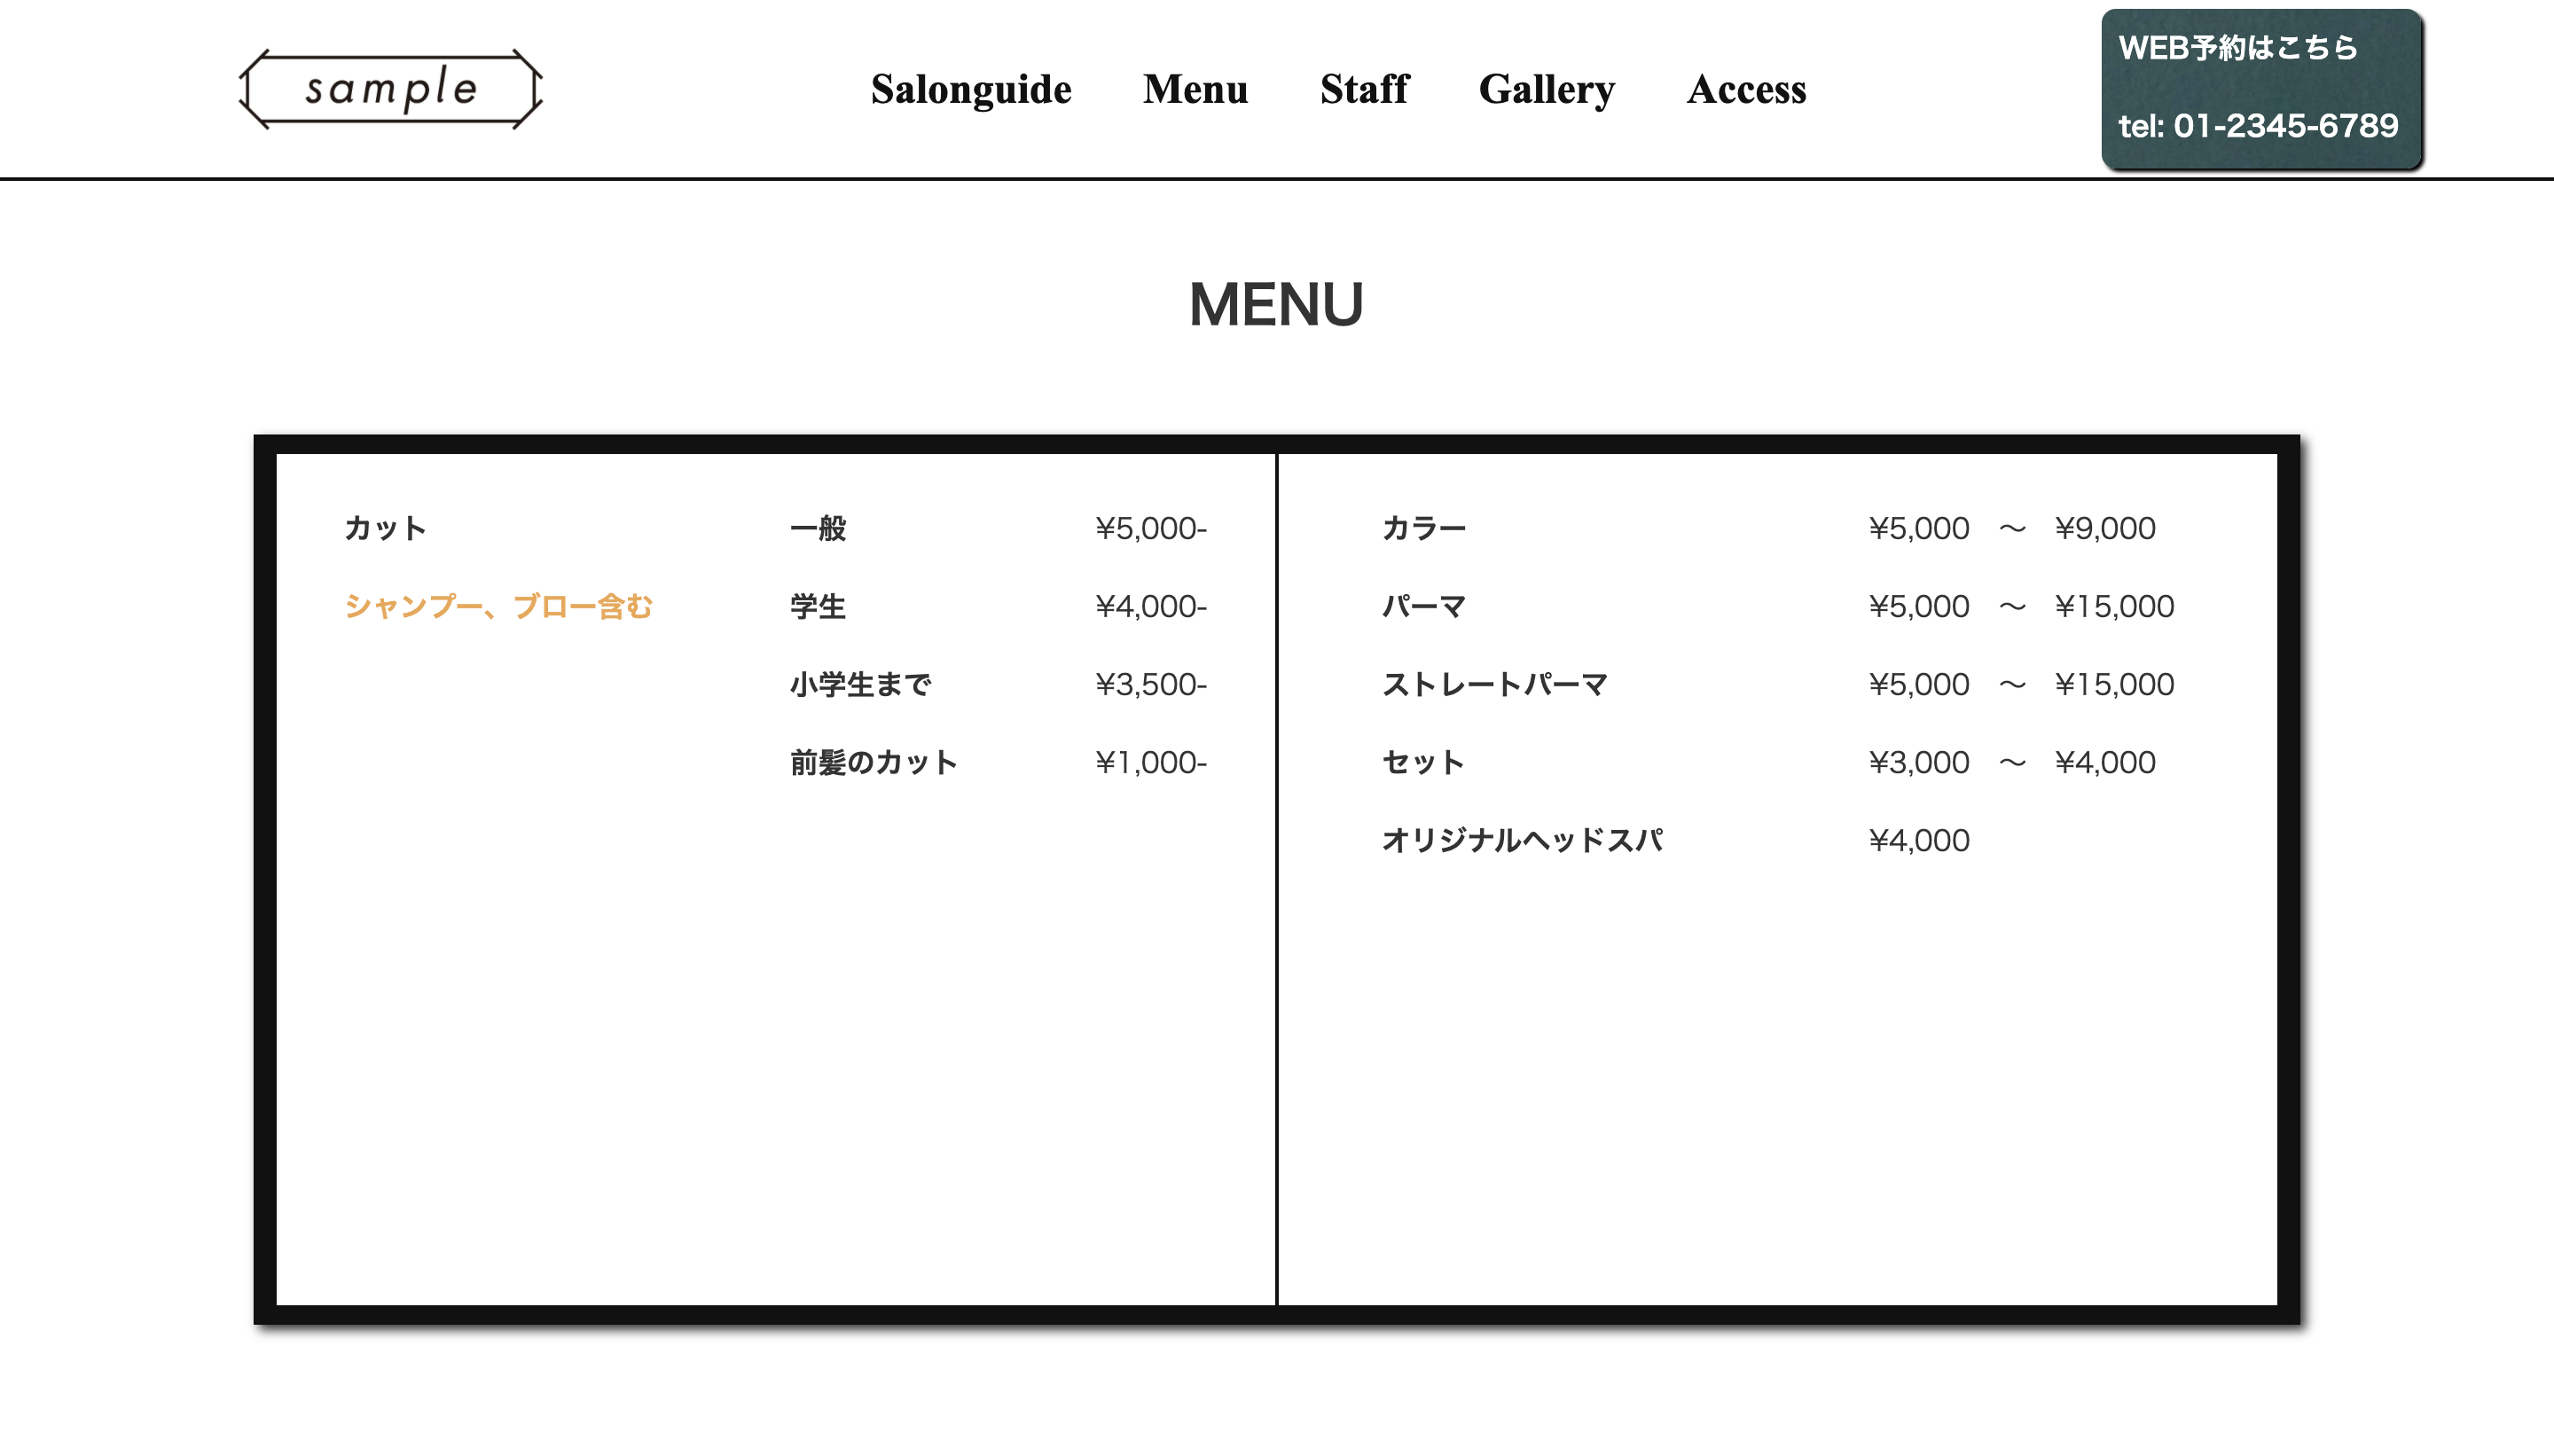 sample
Salonguide Menu Staff Gallery Access
WEB予約はこちら
tel: 01-2345-6789
MENU
カット 一般 ¥5,000-
シャンプー、ブロー含む 学生 ¥4,000-
小学生まで ¥3,500-
前髪のカット ¥1,000-
カラー ¥5,000 〜 ¥9,000
パーマ ¥5,000 〜 ¥15,000
ストレートパーマ ¥5,000 〜 ¥15,000
セット ¥3,000 〜 ¥4,000
オリジナルヘッドスパ ¥4,000